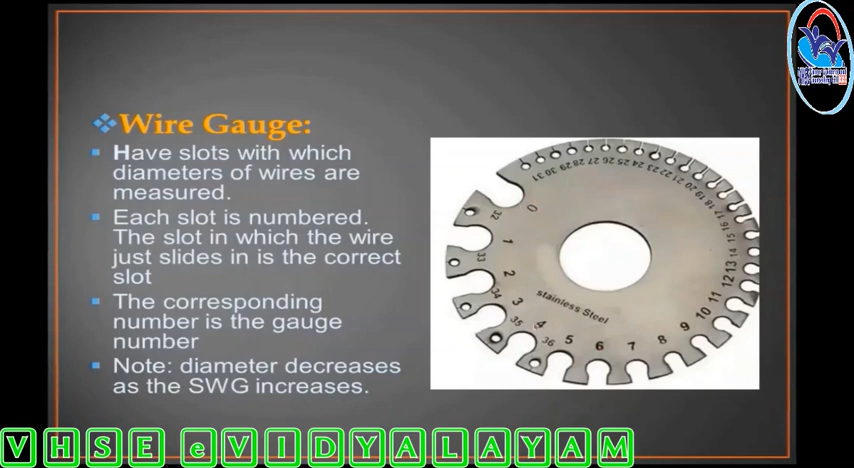 Wire Gauge:
Have slots with which
diameters of wires are
measured.
Each slot is numbered.
The slot in which the wire
just slides in is the correct
slot
The corresponding
number is the gauge
number
Note: diameter decreases
as the SWG increases.
0
1
2
3
4
5
6
7
8
9
10
11
12
13
14
15
16
17
18
19
20
21
22
23
24
25
26
27
28
29
30
31
32
33
34
35
36
stainless Steel
VHSE eVIDYALAYAM